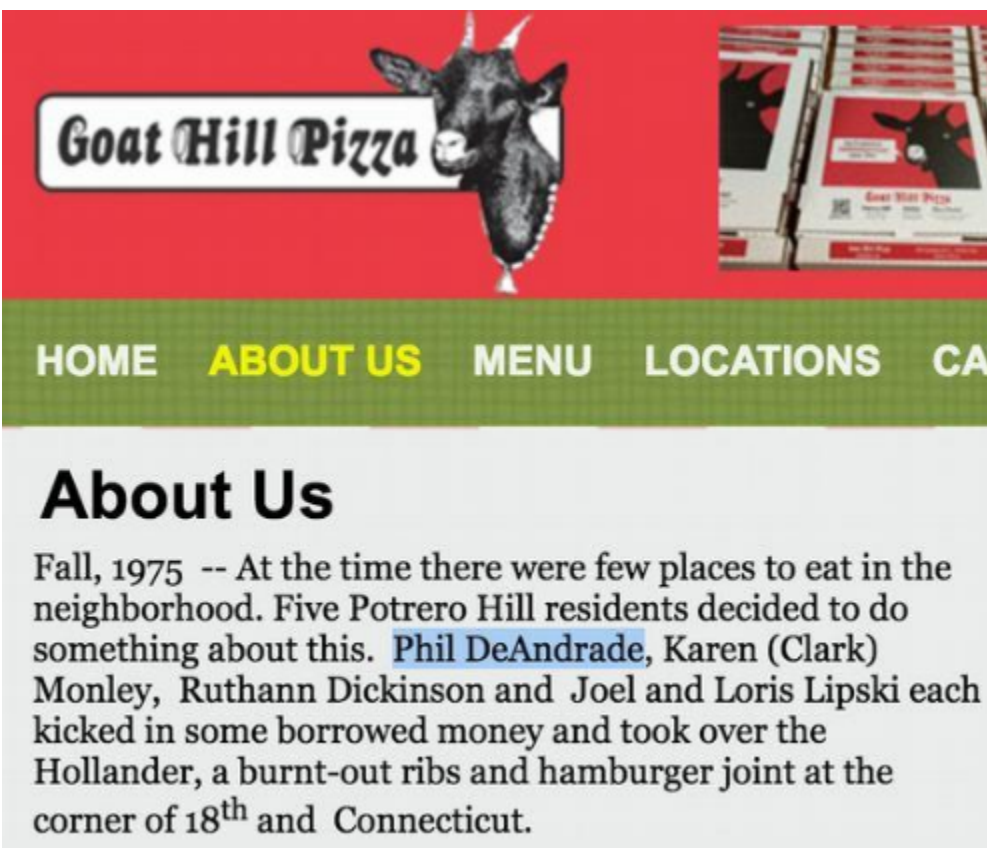 Goat Hill Pizza
Goat Hill Pizza
HOME ABOUT US MENU LOCATIONS CA
About Us
Fall, 1975 -- At the time there were few places to eat in the
neighborhood. Five Potrero Hill residents decided to do
something about this. Phil DeAndrade, Karen (Clark)
Monley, Ruthann Dickinson and Joel and Loris Lipski each
kicked in some borrowed money and took over the
Hollander, a burnt-out ribs and hamburger joint at the
corner of 18th and Connecticut.